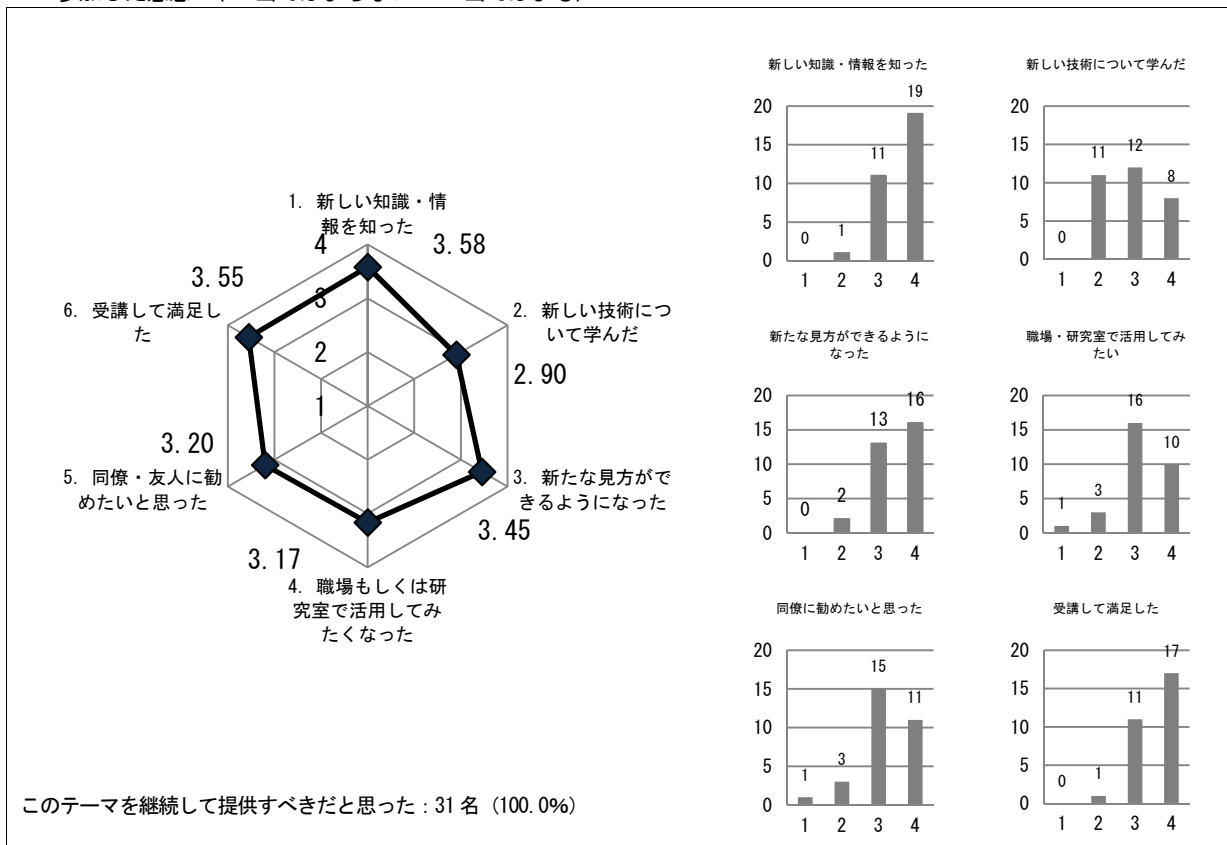 1. 新しい知識・情
報を知った
3.58
4
3
2
1
2. 新しい技術につ
いて学んだ
2.90
3. 新たな見方がで
きるようになった
3.45
4. 職場もしくは研
究室で活用してみ
たくなった
3.17
5. 同僚・友人に勧
めたいと思った
3.20
6. 受講して満足し
た
3.55
このテーマを継続して提供すべきだと思った：31 名 (100.0%)
新しい知識・情報を知った
20
15
10
5
0
0
1
11
19
1 2 3 4
新しい技術について学んだ
20
15
10
5
0
0
11
12
8
1 2 3 4
新たな見方ができるように
なった
20
15
10
5
0
0
2
13
16
1 2 3 4
職場・研究室で活用してみ
たい
20
15
10
5
0
1
3
16
10
1 2 3 4
同僚に勧めたいと思った
20
15
10
5
0
1
3
15
11
1 2 3 4
受講して満足した
20
15
10
5
0
0
1
11
17
1 2 3 4